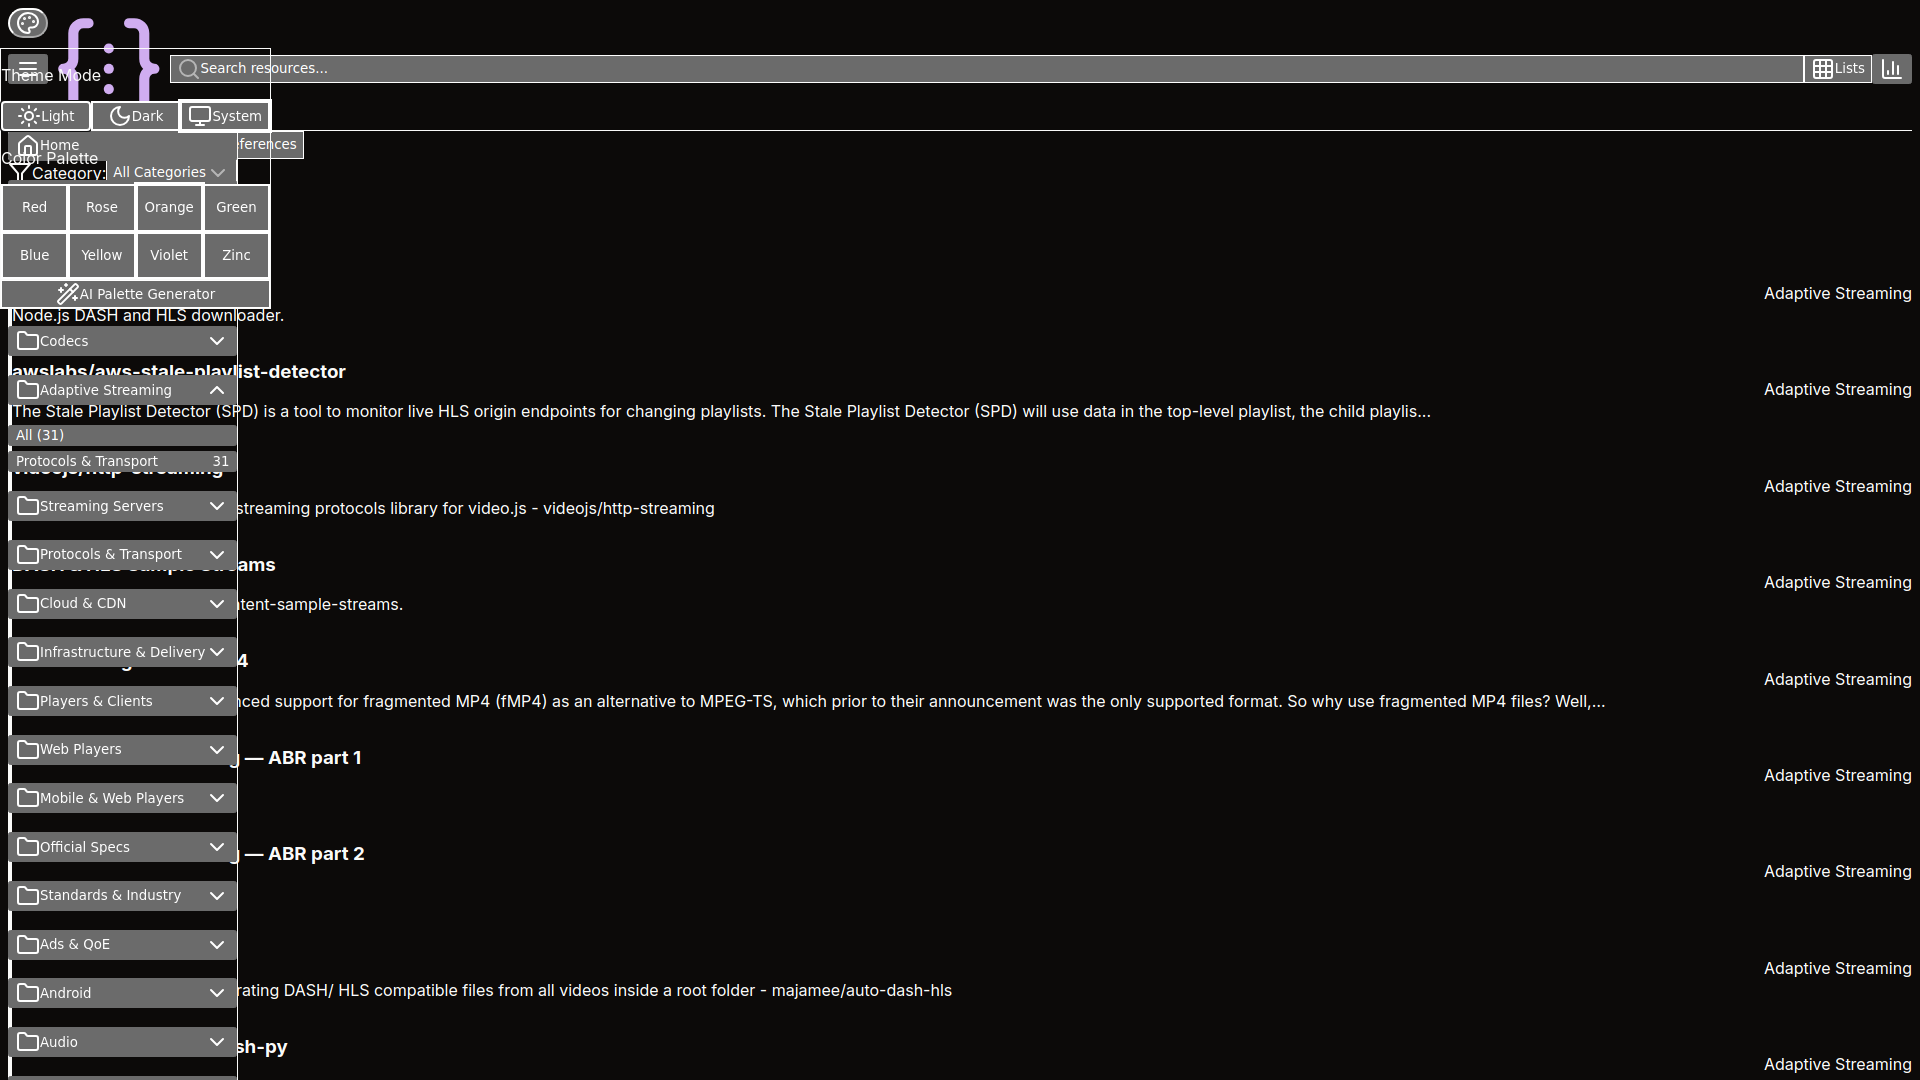 Theme Mode
Search resources...
Lists
Light
Dark
System
Home
ferences
Color Palette
Category:
All Categories
Red
Rose
Orange
Green
Blue
Yellow
Violet
Zinc
AI Palette Generator
Adaptive Streaming
Node.js DASH and HLS downloader.
Codecs
awslabs/aws-stale-playlist-detector
Adaptive Streaming
Adaptive Streaming
The Stale Playlist Detector (SPD) is a tool to monitor live HLS origin endpoints for changing playlists. The Stale Playlist Detector (SPD) will use data in the top-level playlist, the child playlis...
All (31)
Protocols & Transport 31
videojs/http-streaming
Adaptive Streaming
Streaming Servers
streaming protocols library for video.js - videojs/http-streaming
Protocols & Transport
Streams
Adaptive Streaming
Cloud & CDN
tent-sample-streams.
Infrastructure & Delivery
4
Adaptive Streaming
Players & Clients
nced support for fragmented MP4 (fMP4) as an alternative to MPEG-TS, which prior to their announcement was the only supported format. So why use fragmented MP4 files? Well,...
Web Players
— ABR part 1
Adaptive Streaming
Mobile & Web Players
Official Specs
— ABR part 2
Adaptive Streaming
Standards & Industry
Ads & QoE
Adaptive Streaming
Android
rating DASH/ HLS compatible files from all videos inside a root folder - majamee/auto-dash-hls
Audio
sh-py
Adaptive Streaming